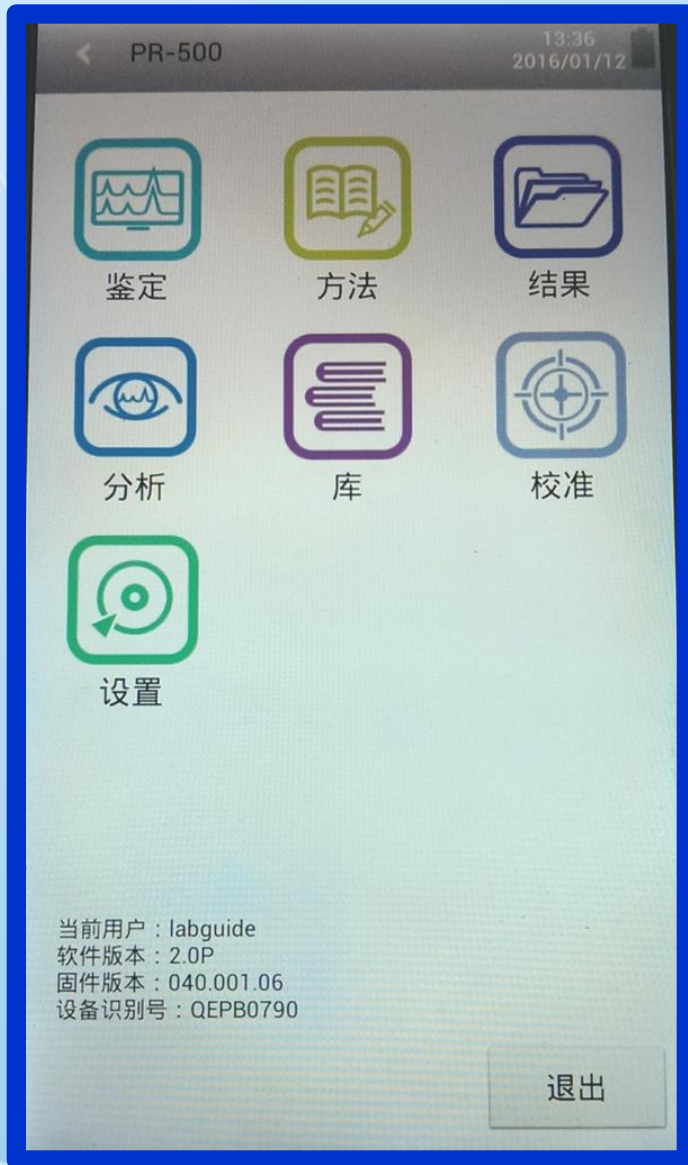 PR-500
13:36
2016/01/12
鉴定 方法 结果
分析 库 校准
设置
当前用户：labguide
软件版本：2.0P
固件版本：040.001.06
设备识别号：QEPB0790
退出